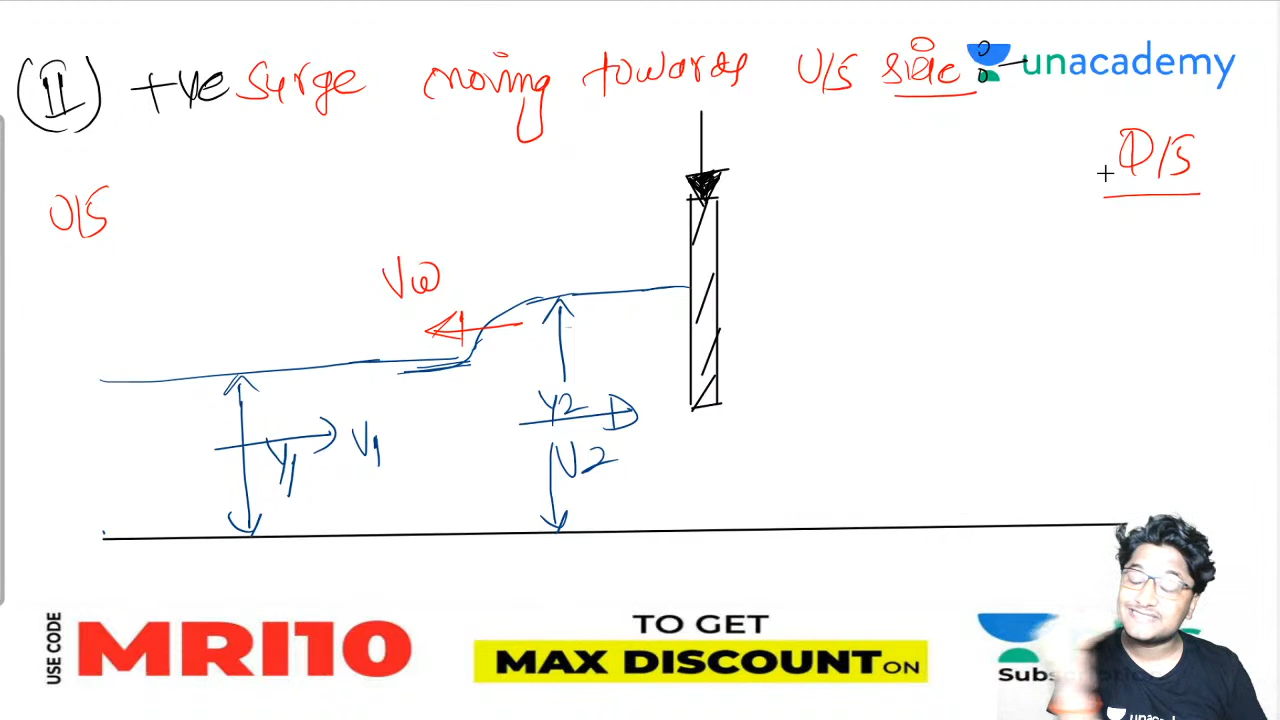 (II) +ve Surge moving towards U/S side :-
unacademy
D/S
U/S
Vω
Y2
V1
Y1
V2
USE CODE
MRI10
TO GET
MAX DISCOUNT ON